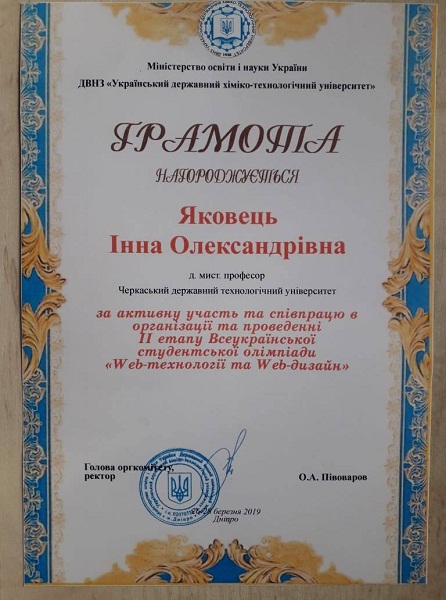 Міністерство освіти і науки України
ДВНЗ «Український державний хіміко-технологічний університет»
ГРАМОТА
НАГОРОДЖУЄТЬСЯ
Яковець
Інна Олександрівна
д. мист. професор
Черкаський державний технологічний університет
за активну участь та співпрацю в
організації та проведенні
II етапу Всеукраїнської
студентської олімпіади
«Web-технології та Web-дизайн»
Голова оргкомітету,
ректор
О.А. Півоваров
березня 2019
Дніпро